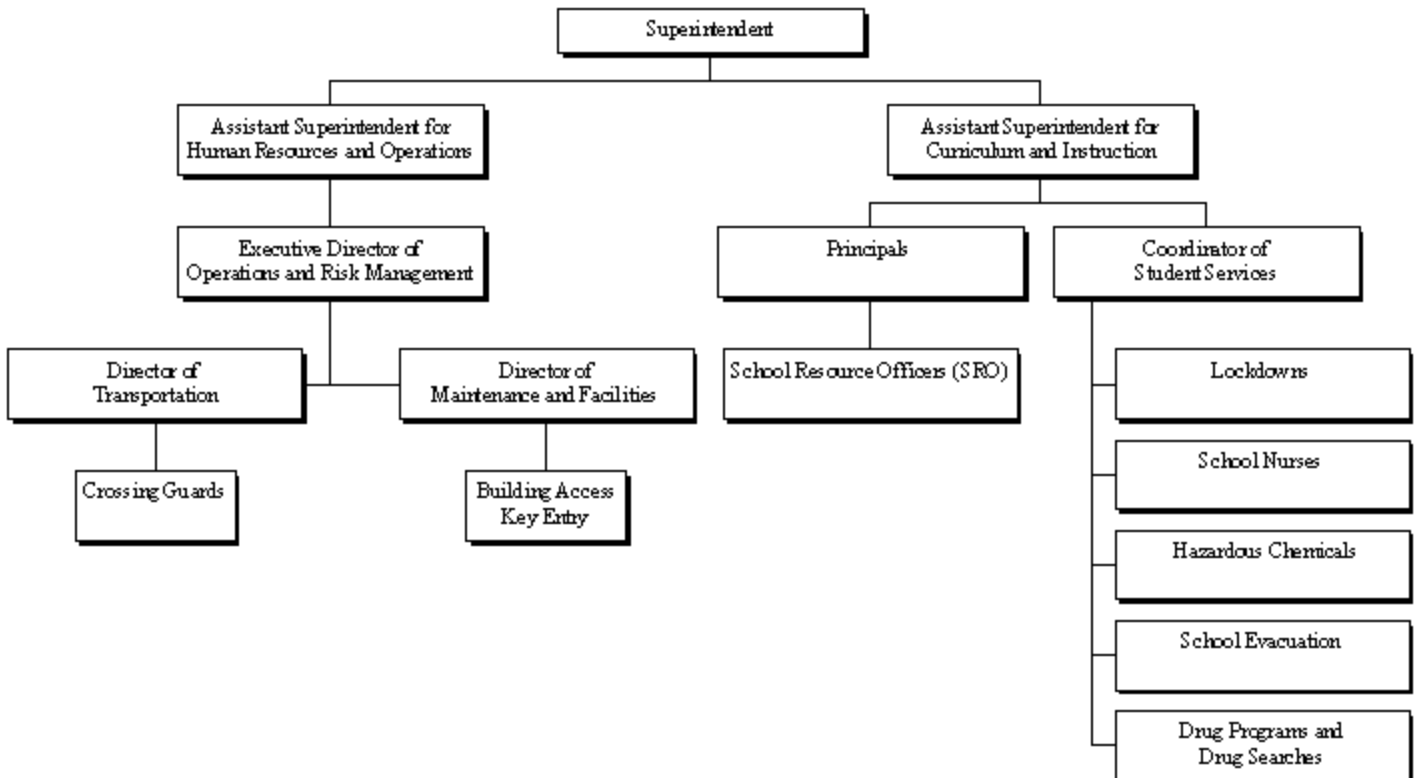 Superintendent
Assistant Superintendent for
Human Resources and Operations
Assistant Superintendent for
Curriculum and Instruction
Executive Director of
Operations and Risk Management
Principals
Coordinator of
Student Services
Director of
Transportation
Director of
Maintenance and Facilities
School Resource Officers (SRO)
Lockdowns
Crossing Guards
Building Access
Key Entry
School Nurses
Hazardous Chemicals
School Evacuation
Drug Programs and
Drug Searches